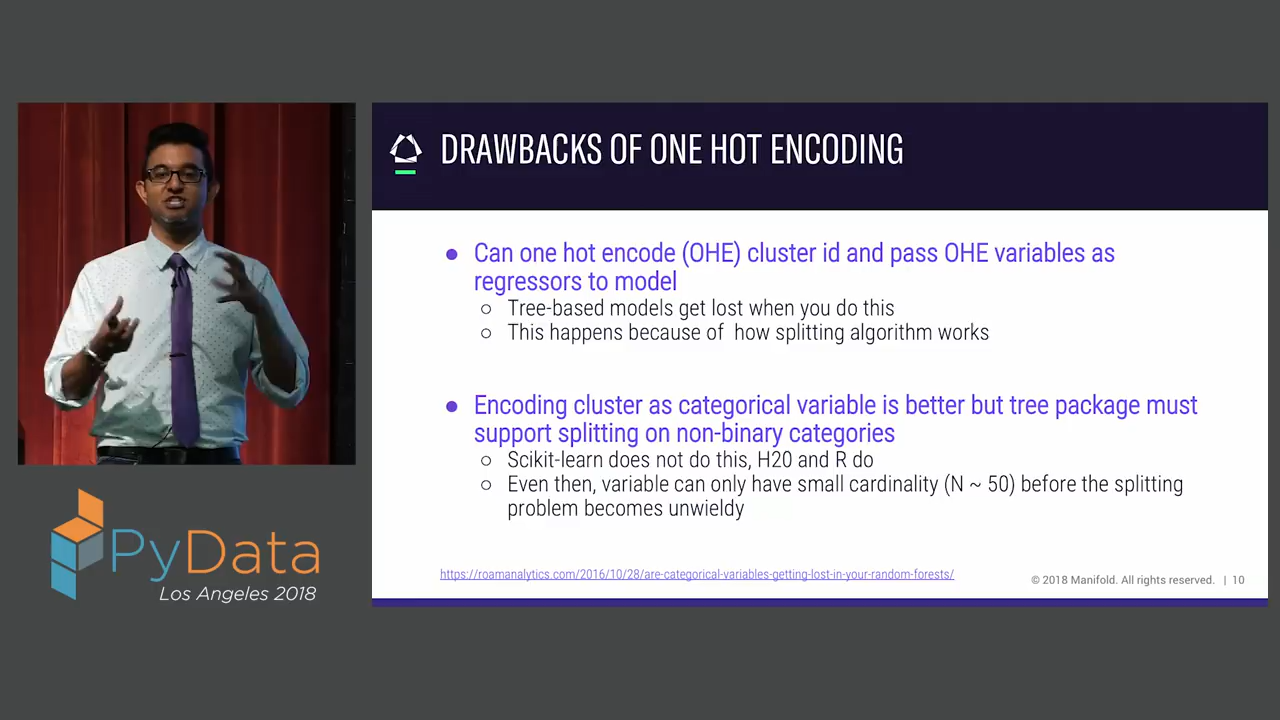 DRAWBACKS OF ONE HOT ENCODING
● Can one hot encode (OHE) cluster id and pass OHE variables as
regressors to model
○ Tree-based models get lost when you do this
○ This happens because of how splitting algorithm works
● Encoding cluster as categorical variable is better but tree package must
support splitting on non-binary categories
○ Scikit-learn does not do this, H20 and R do
○ Even then, variable can only have small cardinality (N ~ 50) before the splitting
problem becomes unwieldy
https://roamanalytics.com/2016/10/28/are-categorical-variables-getting-lost-in-your-random-forests/
© 2018 Manifold. All rights reserved. | 10
PyData
Los Angeles 2018